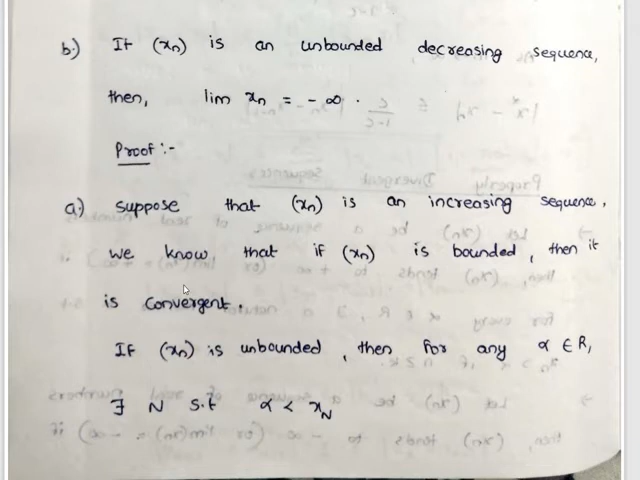 b.) If (xn) is an unbounded decreasing sequence,
then, lim xn = - ∞ .
Proof :-
a.) suppose that (xn) is an increasing sequence.
we know, that if (xn) is bounded, then it
is convergent.
If (xn) is unbounded, then for any α ∈ R,
∃ N s.t α < xN